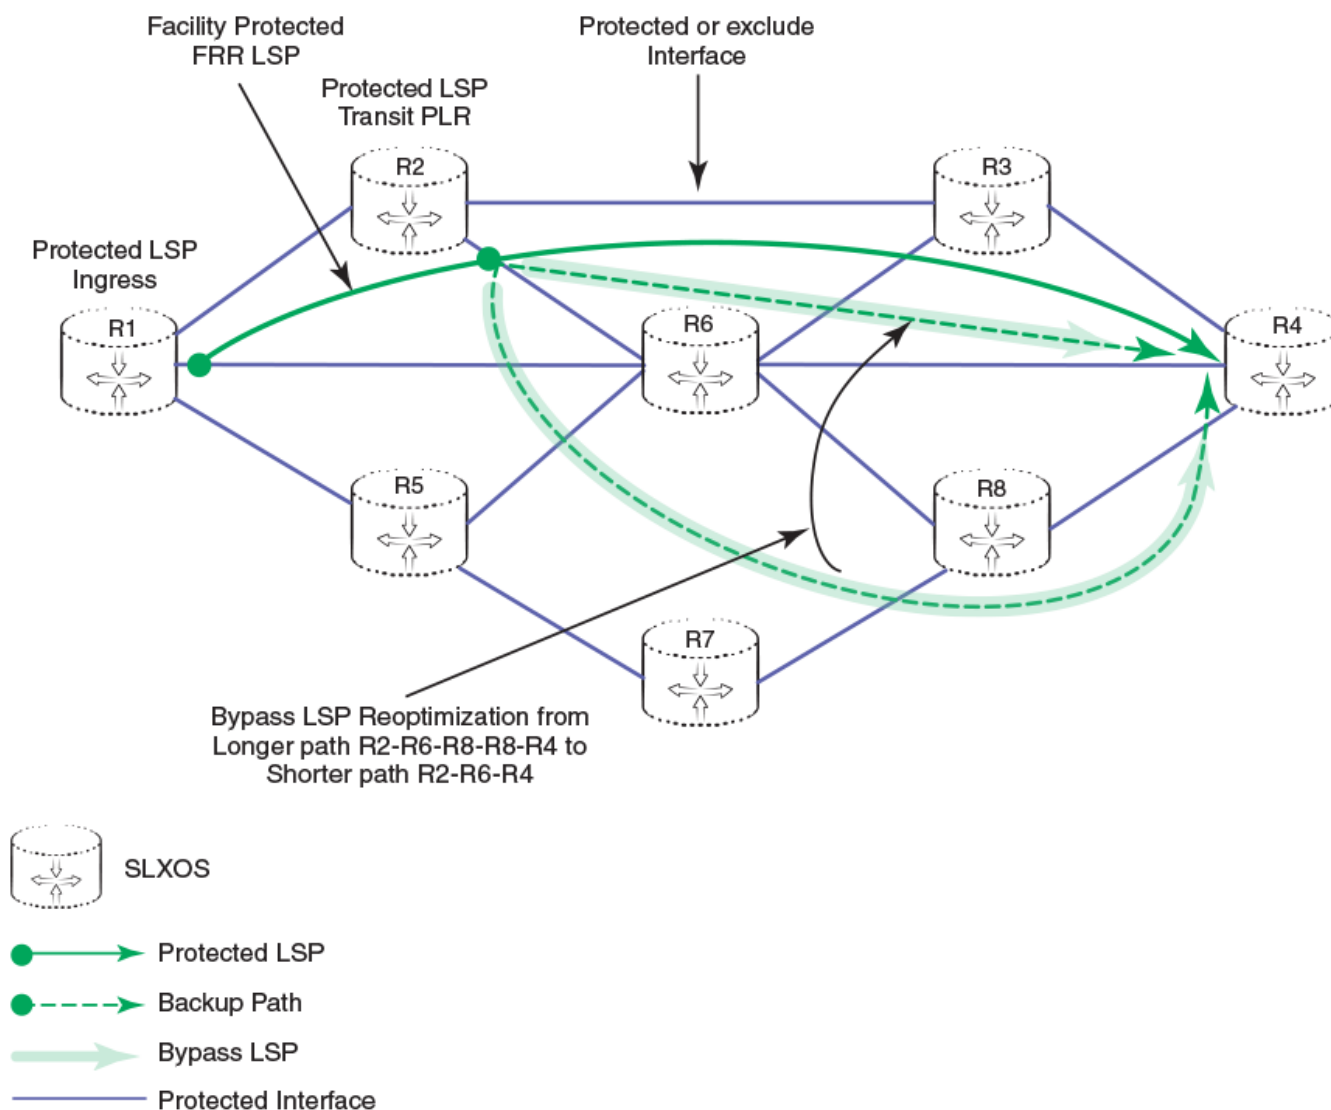 Facility Protected
FRR LSP
Protected or exclude
Interface
Protected LSP
Transit PLR
R2
R3
Protected LSP
Ingress
R1
R6
R4
R5
R8
R7
Bypass LSP Reoptimization from
Longer path R2-R6-R8-R8-R4 to
Shorter path R2-R6-R4
SLXOS
Protected LSP
Backup Path
Bypass LSP
Protected Interface